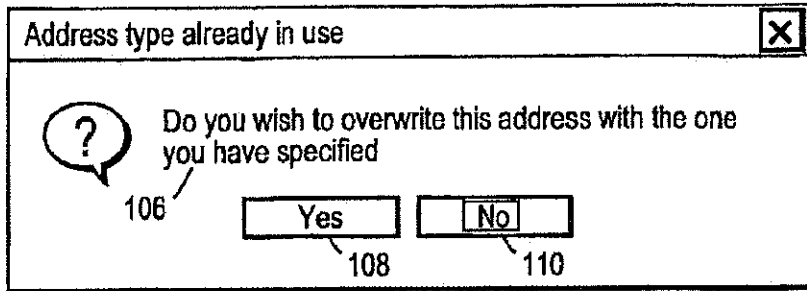 Address type already in use
?
Do you wish to overwrite this address with the one
you have specified
106
Yes No
108 110